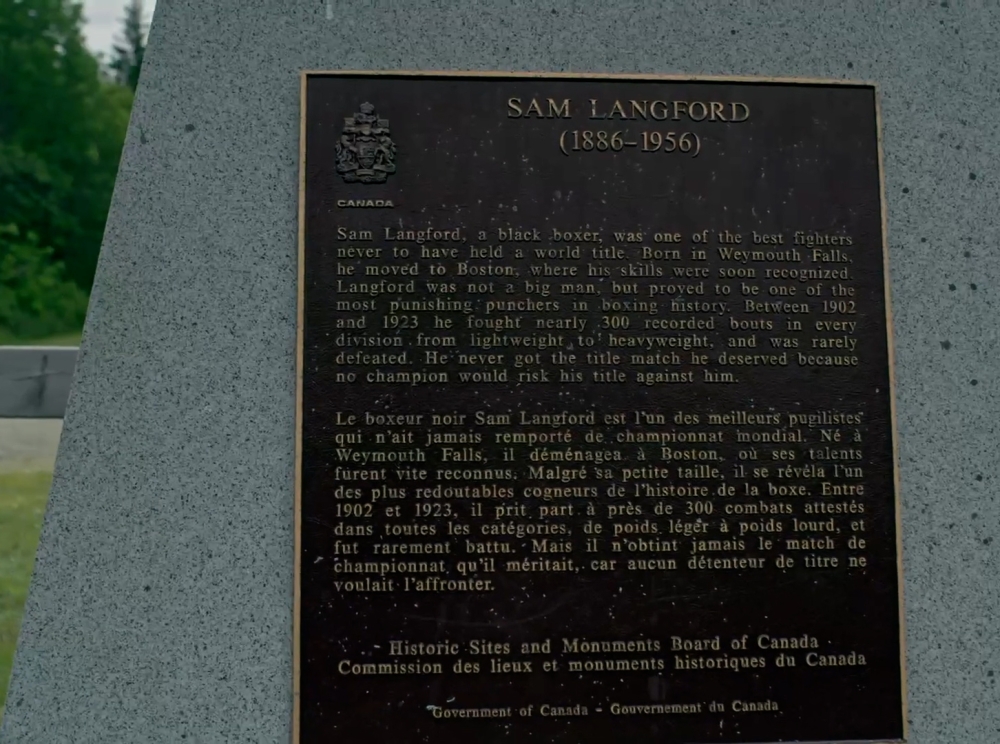 SAM LANGFORD
(1886–1956)
CANADA
Sam Langford, a black boxer, was one of the best fighters
never to have held a world title. Born in Weymouth Falls,
he moved to Boston, where his skills were soon recognized.
Langford was not a big man, but proved to be one of the
most punishing punchers in boxing history. Between 1902
and 1923 he fought nearly 300 recorded bouts in every
division from lightweight to heavyweight, and was rarely
defeated. He never got the title match he deserved because
no champion would risk his title against him.
Le boxeur noir Sam Langford est l'un des meilleurs pugilistes
qui n'ait jamais remporté de championnat mondial. Né à
Weymouth Falls, il déménagea à Boston, où ses talents
furent vite reconnus. Malgré sa petite taille, il se révéla l'un
des plus redoutables cogneurs de l'histoire de la boxe. Entre
1902 et 1923, il prit part à près de 300 combats attestés
dans toutes les catégories, de poids léger à poids lourd, et
fut rarement battu. Mais il n'obtint jamais le match de
championnat qu'il méritait, car aucun détenteur de titre ne
voulait l'affronter.
Historic Sites and Monuments Board of Canada
Commission des lieux et monuments historiques du Canada
Government of Canada – Gouvernement du Canada